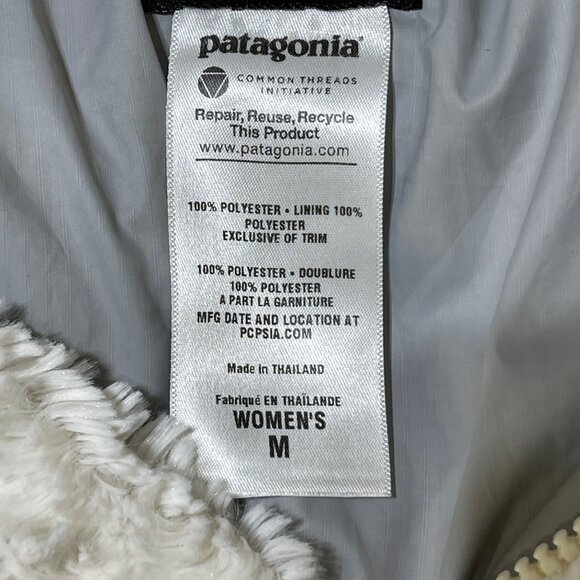 patagonia®
COMMON THREADS
INITIATIVE
Repair, Reuse, Recycle
This Product
www.patagonia.com
100% POLYESTER • LINING 100%
POLYESTER
EXCLUSIVE OF TRIM
100% POLYESTER • DOUBLURE
100% POLYESTER
A PART LA GARNITURE
MFG DATE AND LOCATION AT
PCPSIA.COM
Made in THAILAND
Fabriqué EN THAÏLANDE
WOMEN'S
M